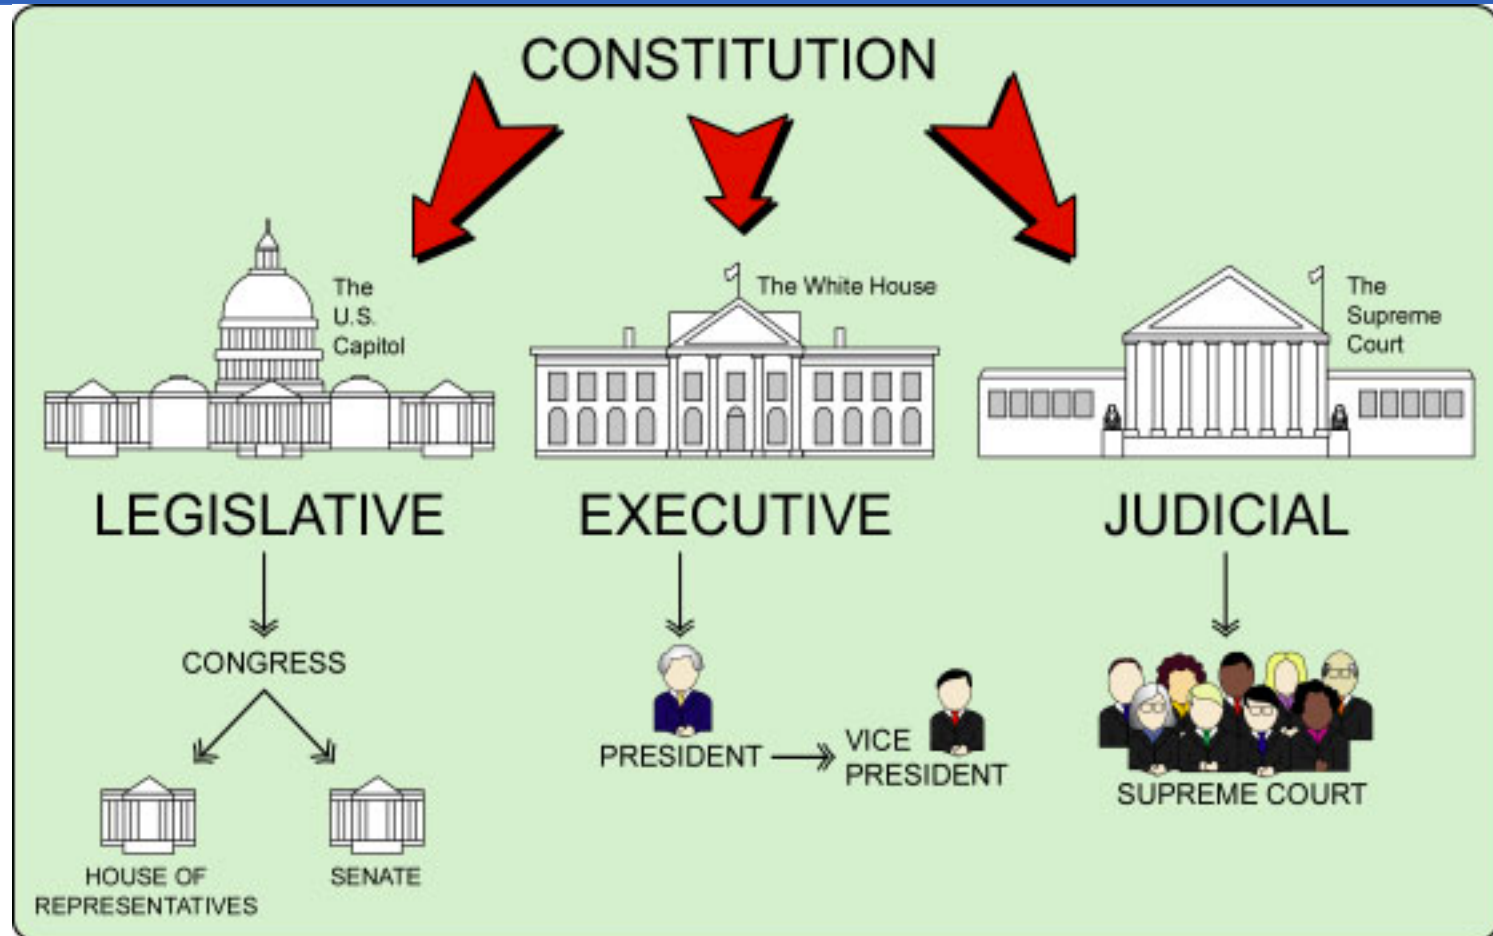 CONSTITUTION
The
U.S.
Capitol
The White House
The
Supreme
Court
LEGISLATIVE
EXECUTIVE
JUDICIAL
CONGRESS
HOUSE OF
REPRESENTATIVES
SENATE
PRESIDENT
VICE
PRESIDENT
SUPREME COURT